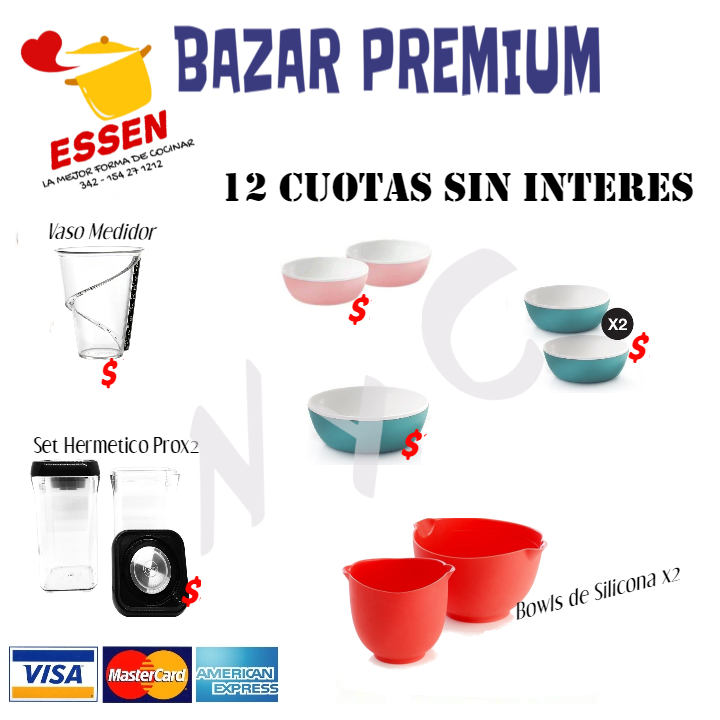 BAZAR PREMIUM
ESSEN
LA MEJOR FORMA DE COCINAR
342 - 154 27 1212
12 CUOTAS SIN INTERES
Vaso Medidor
$
$
X2
$
$
Set Hermetico Prox2
$
Bowls de Silicona x2
NYC
VISA
MasterCard
AMERICAN
EXPRESS